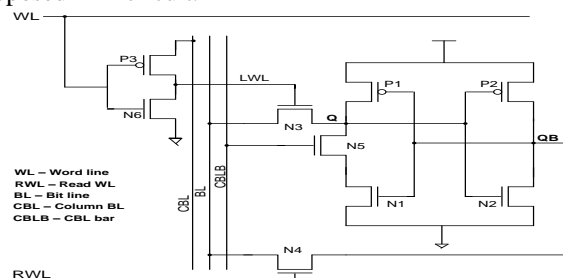 WL
P3
LWL
P1
P2
N6
N3
Q
N5
QB
WL – Word line
RWL – Read WL
BL – Bit line
CBL – Column BL
CBLB – CBL bar
CBL
BL
CBLB
N1
N2
N4
RWL